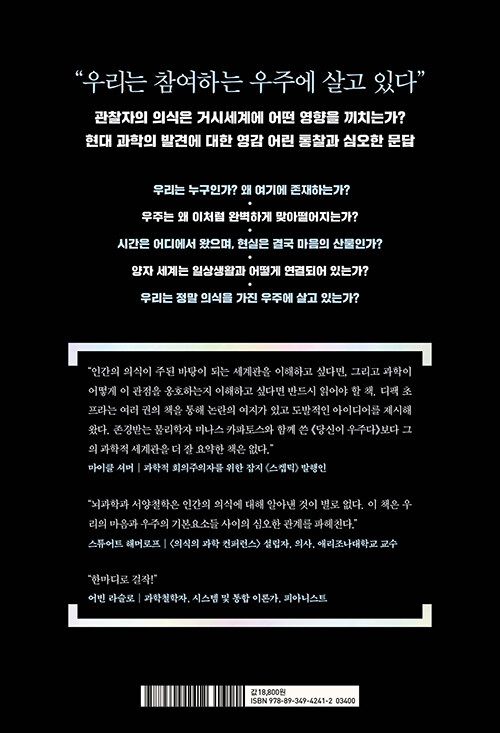 “우리는 참여하는 우주에 살고 있다”
관찰자의 의식은 거시세계에 어떤 영향을 끼치는가?
현대 과학의 발견에 대한 영감 어린 통찰과 심오한 문답
우리는 누구인가? 왜 여기에 존재하는가?
우주는 왜 이처럼 완벽하게 맞아떨어지는가?
시간은 어디에서 왔으며, 현실은 결국 마음의 산물인가?
양자 세계는 일상생활과 어떻게 연결되어 있는가?
우리는 정말 의식을 가진 우주에 살고 있는가?
“인간의 의식이 주된 바탕이 되는 세계관을 이해하고 싶다면, 그리고 과학이
어떻게 이 관점을 옹호하는지 이해하고 싶다면 반드시 읽어야 할 책. 디팩 초
프라는 여러 권의 책을 통해 논란의 여지가 있고 도발적인 아이디어를 제시해
왔다. 존경받는 물리학자 미나스 카파토스와 함께 쓴 《당신이 우주다》보다 그
의 과학적 세계관을 더 잘 요약한 책은 없다.”
마이클 셔머 | 과학적 회의주의자를 위한 잡지 《스켑틱》 발행인
“뇌과학과 서양철학은 인간의 의식에 대해 알아낸 것이 별로 없다. 이 책은 우
리의 마음과 우주의 기본요소들 사이의 심오한 관계를 파헤친다.”
스튜어트 해머로프 | 〈의식의 과학 컨퍼런스〉 설립자, 의사, 애리조나대학교 교수
“한마디로 걸작!”
어빈 라슬로 | 과학철학자, 시스템 및 통합 이론가, 피아니스트
값 18,800원
ISBN 978-89-349-4241-2 03400